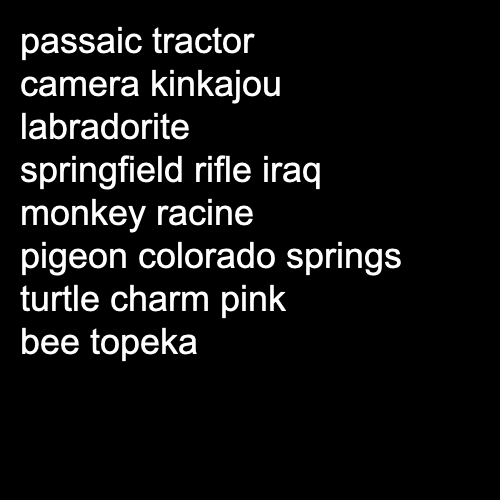 passaic tractor
camera kinkajou
labradorite
springfield rifle iraq
monkey racine
pigeon colorado springs
turtle charm pink
bee topeka